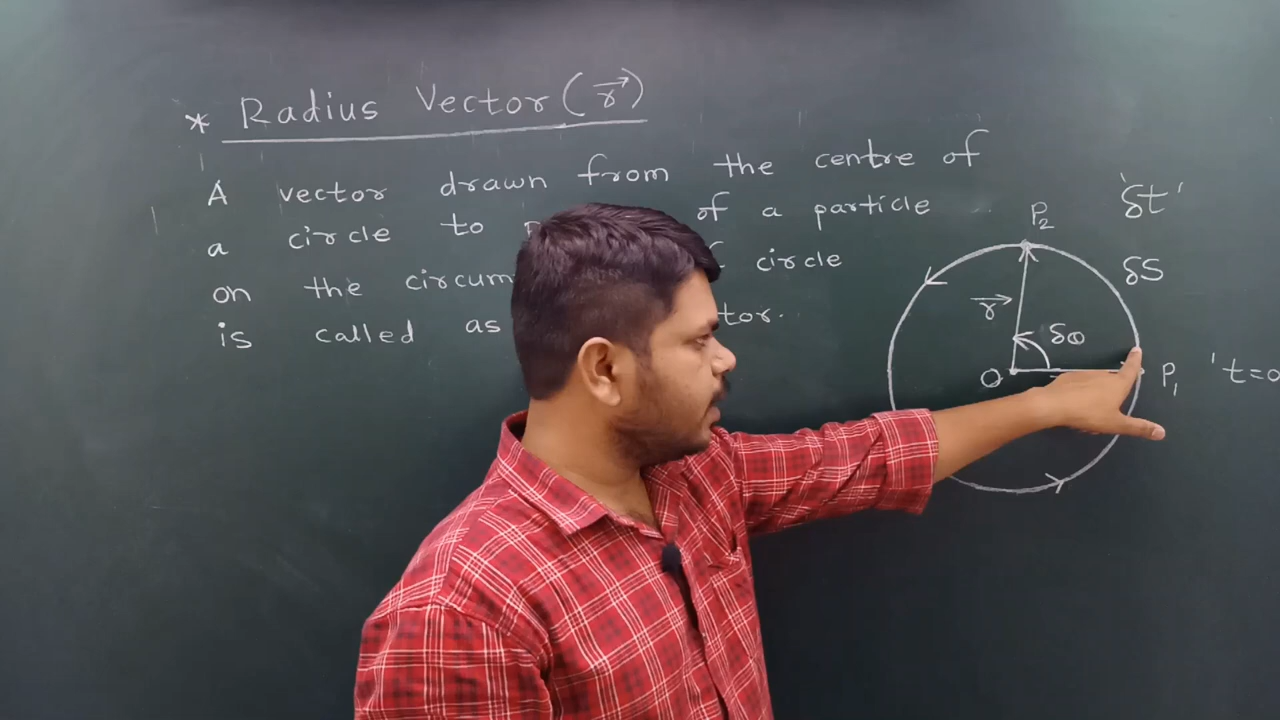 * Radius Vector (r⃗)
A vector drawn from the centre of
a circle to of a particle
on the circum circle
is called as tor.
P₂
'δt'
δS
r⃗
δθ
O
P₁
't=0